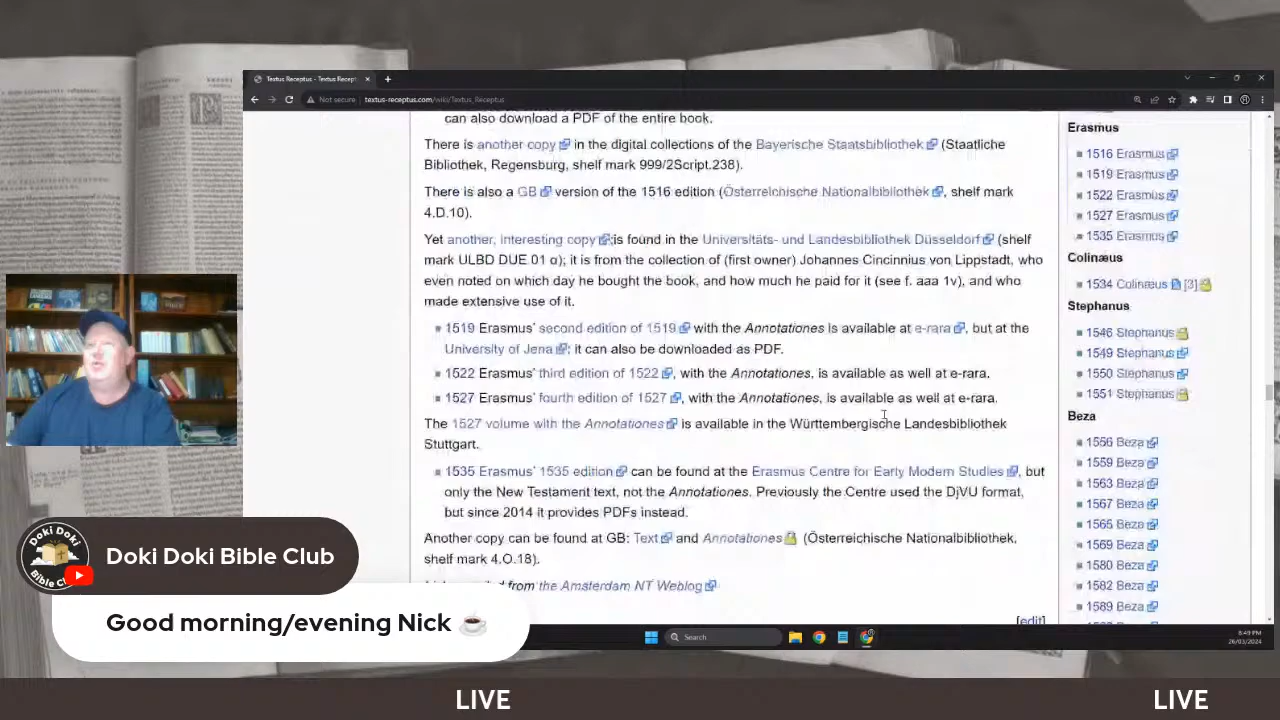 Textus Receptus - Textus Recept
Not secure
textus-receptus.com/wiki/Textus_Receptus
can also download a PDF of the entire book.
There is another copy in the digital collections of the Bayerische Staatsbibliothek (Staatliche
Bibliothek, Regensburg, shelf mark 999/2Script.238).
There is also a GB version of the 1516 edition (Österreichische Nationalbibliothek, shelf mark
4.D.10).
Yet another, interesting copy is found in the Universitäts- und Landesbibliothek Düsseldorf (shelf
mark ULBD DUE 01 α); it is from the collection of (first owner) Johannes Cincinnius von Lippstadt, who
even noted on which day he bought the book, and how much he paid for it (see f. aaa 1v), and who
made extensive use of it.
1519 Erasmus' second edition of 1519 with the Annotationes is available at e-rara, but at the
University of Jena; it can also be downloaded as PDF.
1522 Erasmus' third edition of 1522, with the Annotationes, is available as well at e-rara.
1527 Erasmus' fourth edition of 1527, with the Annotationes, is available as well at e-rara.
The 1527 volume with the Annotationes is available in the Württembergische Landesbibliothek
Stuttgart.
1535 Erasmus' 1535 edition can be found at the Erasmus Centre for Early Modern Studies, but
only the New Testament text, not the Annotationes. Previously the Centre used the DjVU format,
but since 2014 it provides PDFs instead.
Another copy can be found at GB: Text and Annotationes (Österreichische Nationalbibliothek,
shelf mark 4.O.18).
from the Amsterdam NT Weblog
[edit]
Erasmus
1516 Erasmus
1519 Erasmus
1522 Erasmus
1527 Erasmus
1535 Erasmus
Colinæus
1534 Colinæus [3]
Stephanus
1546 Stephanus
1549 Stephanus
1550 Stephanus
1551 Stephanus
Beza
1556 Beza
1559 Beza
1563 Beza
1567 Beza
1565 Beza
1569 Beza
1580 Beza
1582 Beza
1589 Beza
Search
8:49 PM
26/03/2024
Doki Doki
Bible Club
Doki Doki Bible Club
Good morning/evening Nick ☕
LIVE
LIVE